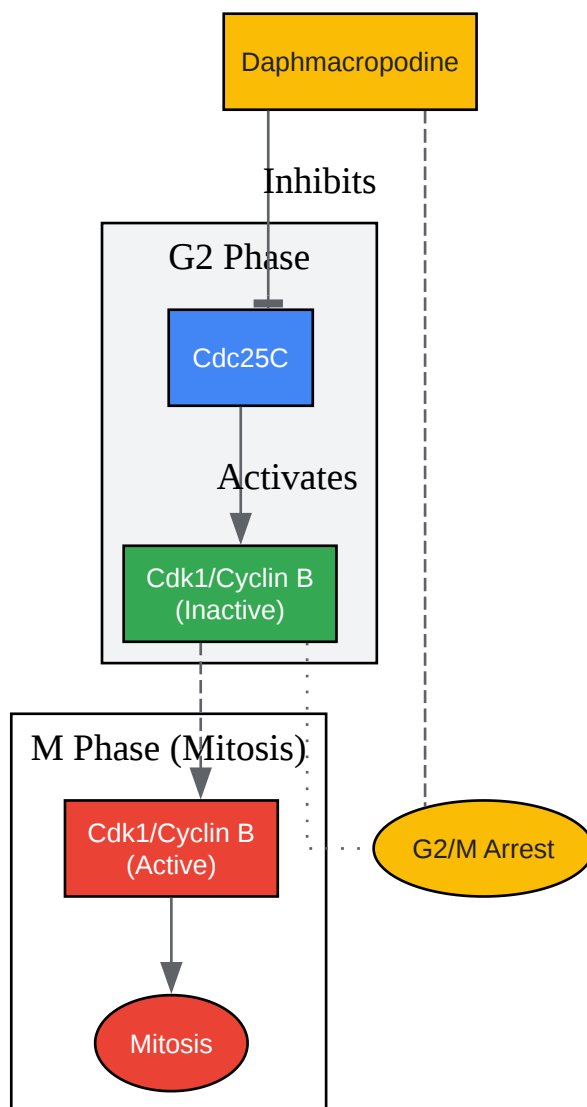 Daphmacropodine
Inhibits
G2 Phase
Cdc25C
Activates
Cdk1/Cyclin B
(Inactive)
M Phase (Mitosis)
Cdk1/Cyclin B
(Active)
G2/M Arrest
Mitosis